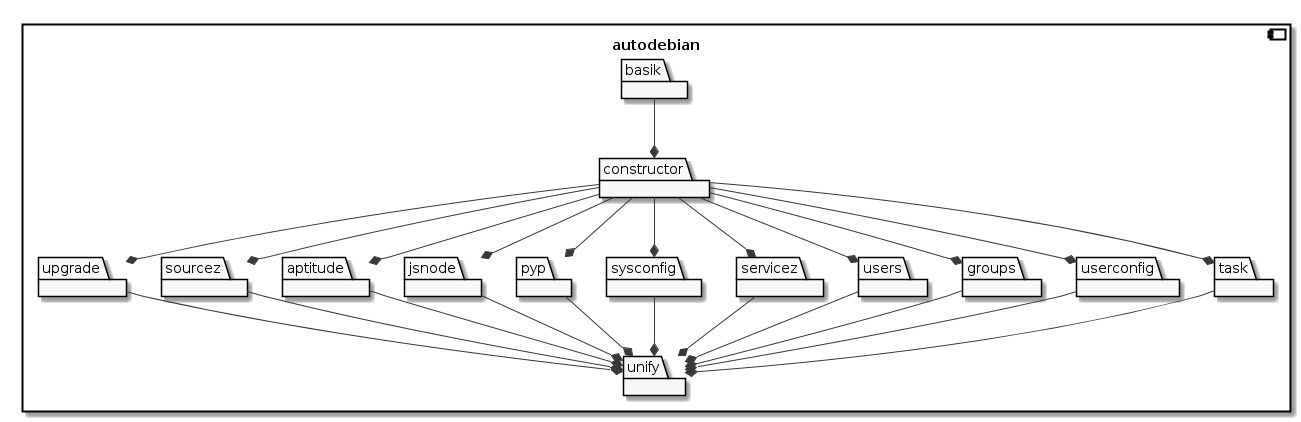 autodebian
basik
constructor
upgrade
sourcez
aptitude
jsnode
pyp
sysconfig
servicez
users
groups
userconfig
task
unify